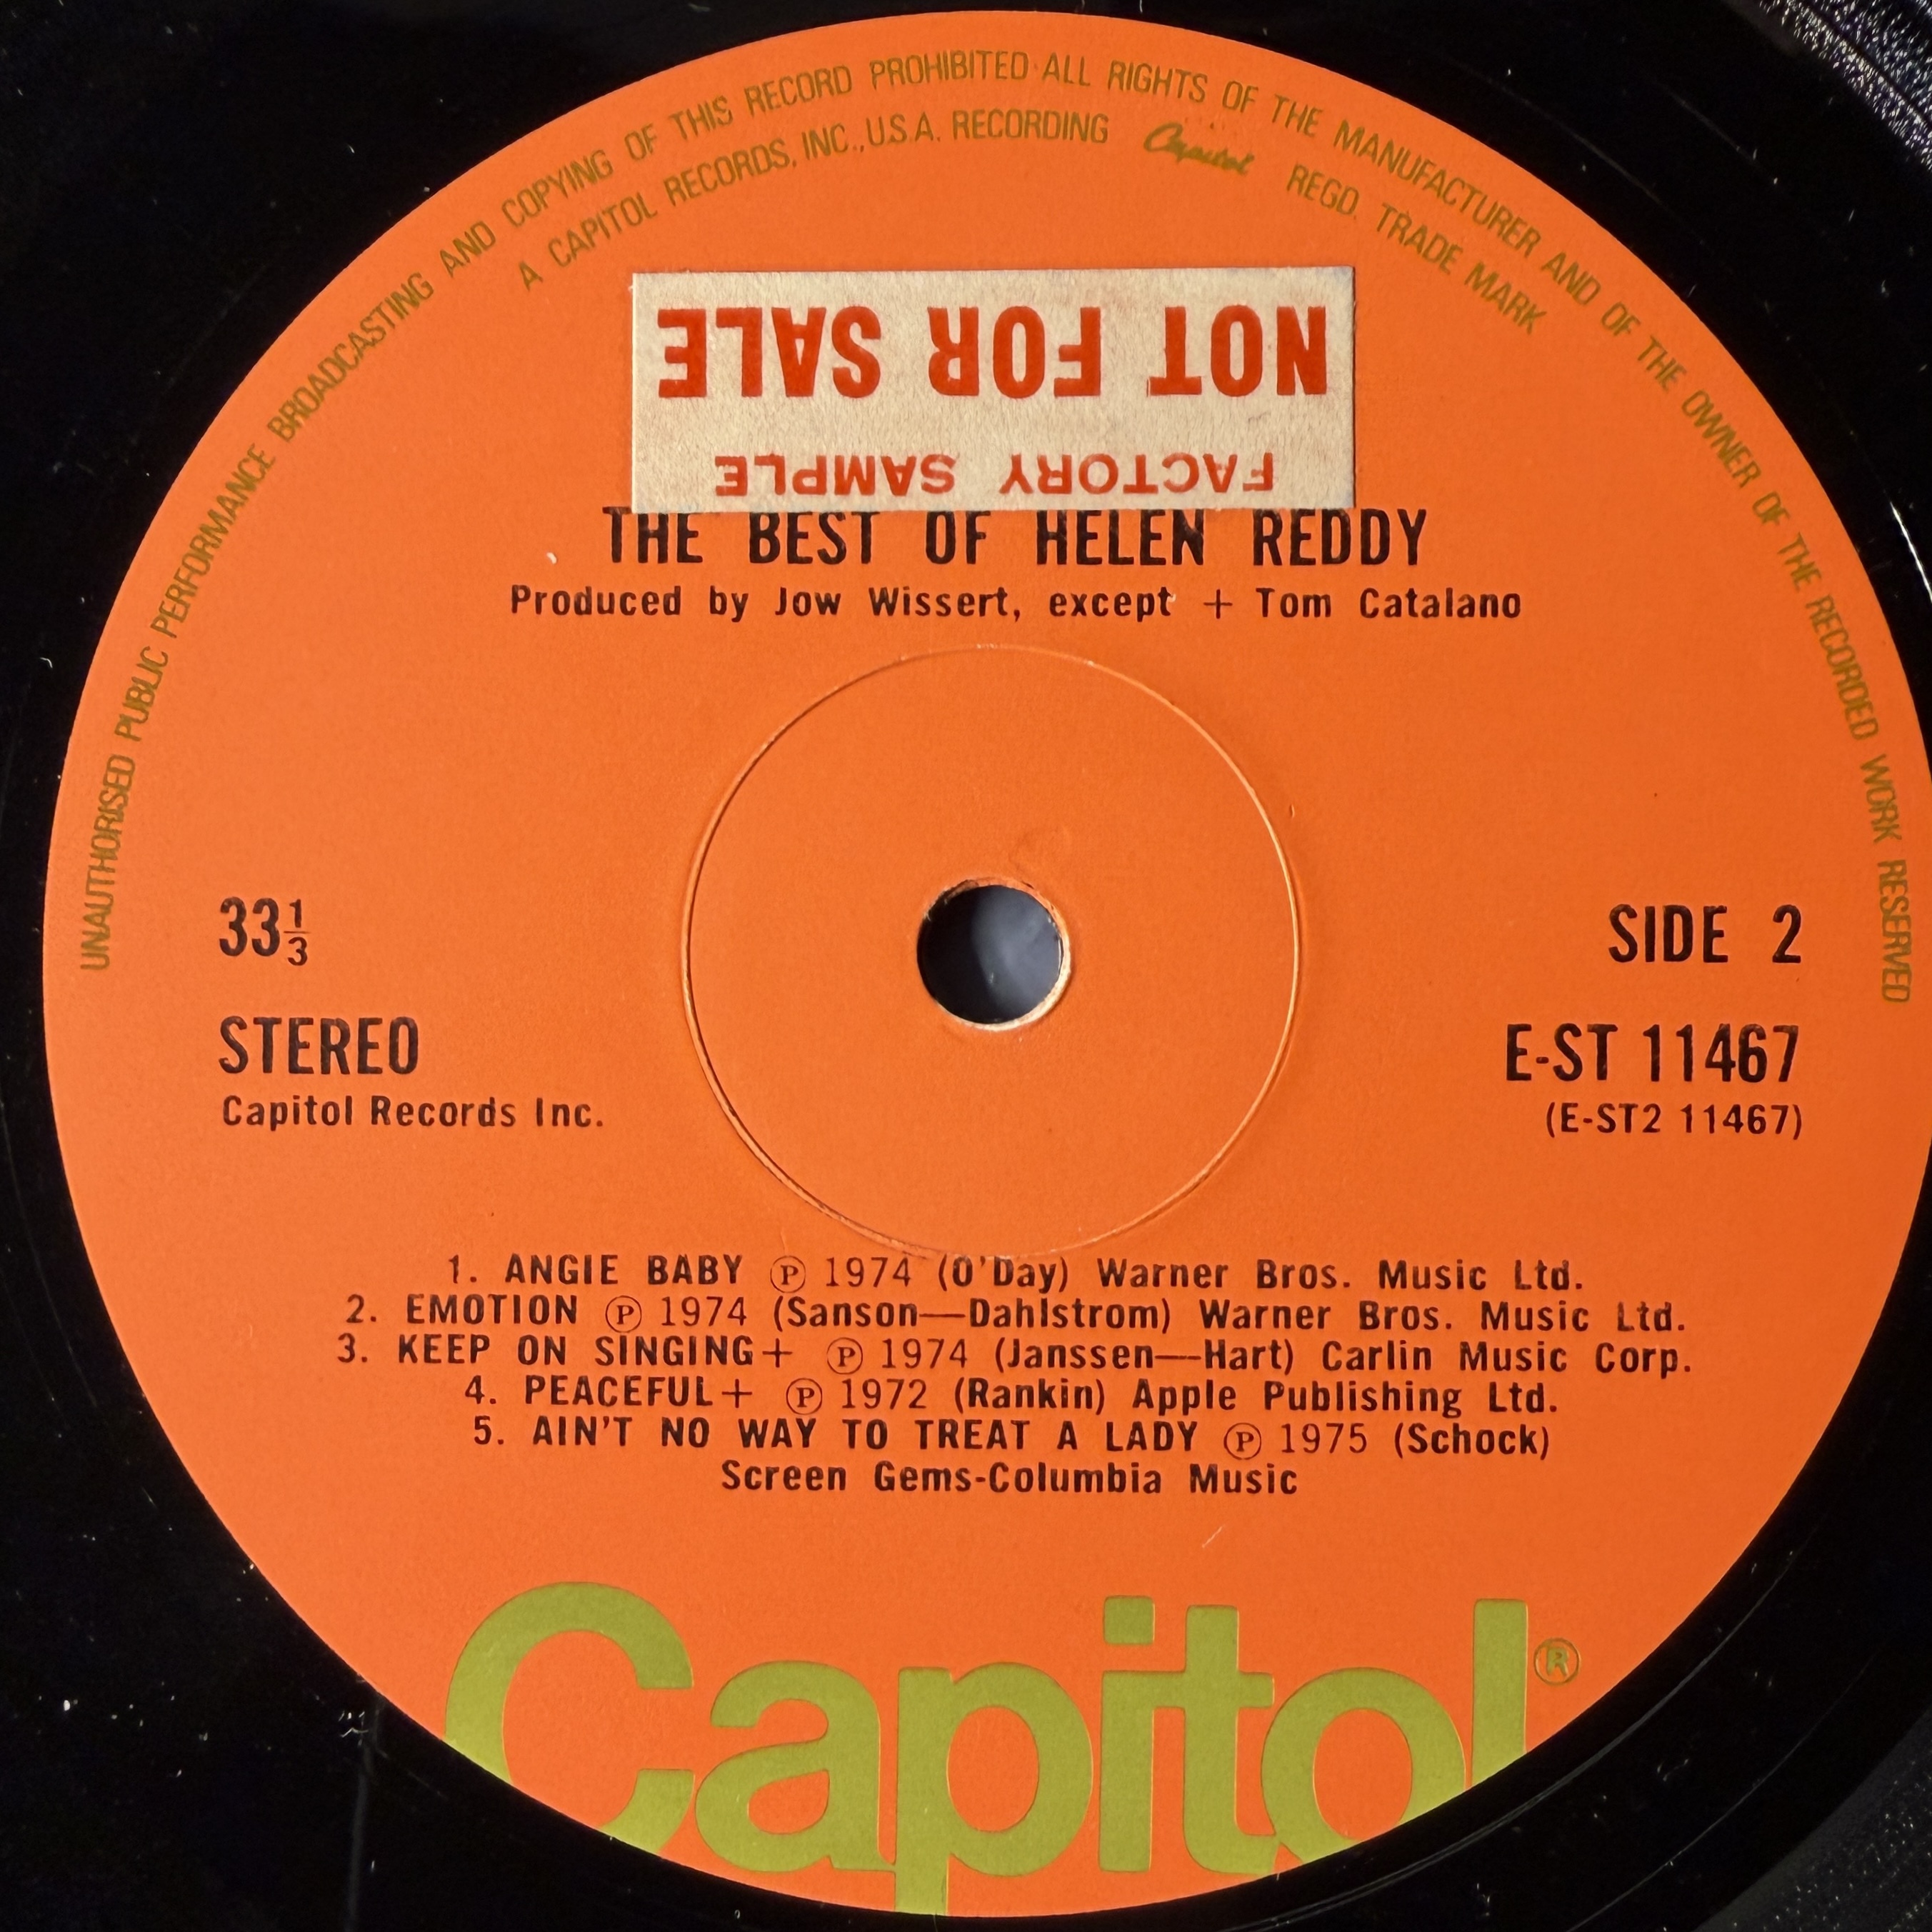 UNAUTHORISED PUBLIC PERFORMANCE BROADCASTING AND COPYING OF THIS RECORD PROHIBITED·ALL RIGHTS OF THE MANUFACTURER AND OF THE OWNER OF THE RECORDED WORK RESERVED
A CAPITOL RECORDS, INC., U.S.A. RECORDING Capitol REGD. TRADE MARK
FACTORY SAMPLE
NOT FOR SALE
THE BEST OF HELEN REDDY
Produced by Jow Wissert, except + Tom Catalano
33⅓
SIDE 2
STEREO
E-ST 11467
Capitol Records Inc.
(E-ST2 11467)
1. ANGIE BABY Ⓟ 1974 (O'Day) Warner Bros. Music Ltd.
2. EMOTION Ⓟ 1974 (Sanson—Dahlstrom) Warner Bros. Music Ltd.
3. KEEP ON SINGING+ Ⓟ 1974 (Janssen—Hart) Carlin Music Corp.
4. PEACEFUL+ Ⓟ 1972 (Rankin) Apple Publishing Ltd.
5. AIN'T NO WAY TO TREAT A LADY Ⓟ 1975 (Schock)
Screen Gems-Columbia Music
Capitol®